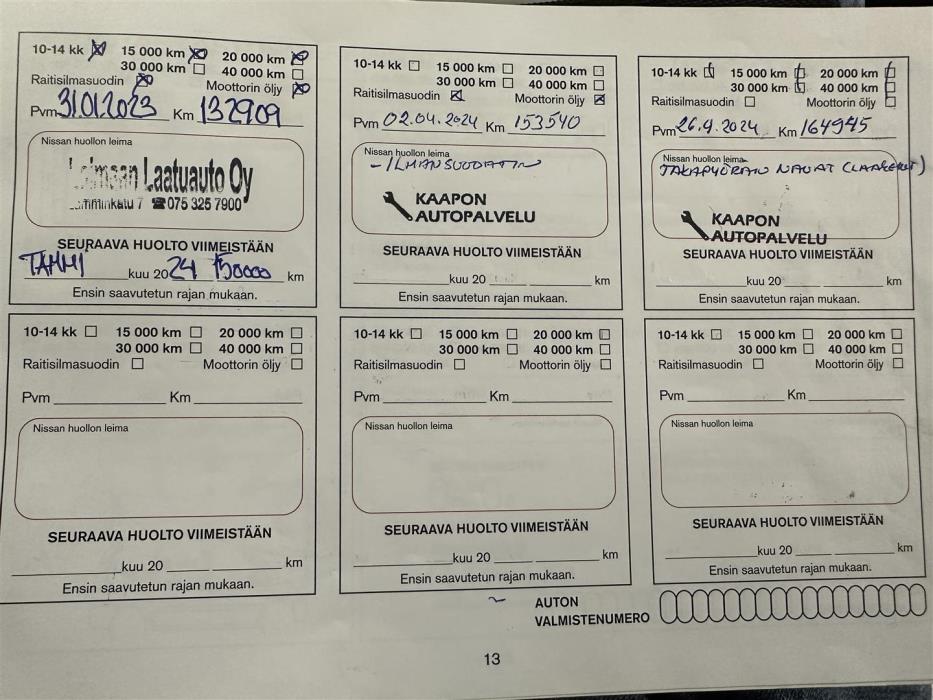 10-14 kk 15 000 km 20 000 km
30 000 km 40 000 km
Raitisilmasuodin Moottorin öljy
Pvm 31.01.2023 Km 132909
Nissan huollon leima
Laatuauto Oy
7 ☎ 075 325 7900
SEURAAVA HUOLTO VIIMEISTÄÄN
TAMMI kuu 20 24 150000 km
Ensin saavutetun rajan mukaan.
10-14 kk 15 000 km 20 000 km
30 000 km 40 000 km
Raitisilmasuodin Moottorin öljy
Pvm 02.04.2024 Km 153540
Nissan huollon leima
- ILMANSUODATIN
KAAPON
AUTOPALVELU
SEURAAVA HUOLTO VIIMEISTÄÄN
kuu 20 km
Ensin saavutetun rajan mukaan.
10-14 kk 15 000 km 20 000 km
30 000 km 40 000 km
Raitisilmasuodin Moottorin öljy
Pvm 26.9.2024 Km 164945
Nissan huollon leima
TAKAPYÖRÄN NAVAT (LAAKERIT)
KAAPON
AUTOPALVELU
SEURAAVA HUOLTO VIIMEISTÄÄN
kuu 20 km
Ensin saavutetun rajan mukaan.
10-14 kk 15 000 km 20 000 km
30 000 km 40 000 km
Raitisilmasuodin Moottorin öljy
Pvm Km
Nissan huollon leima
SEURAAVA HUOLTO VIIMEISTÄÄN
kuu 20 km
Ensin saavutetun rajan mukaan.
10-14 kk 15 000 km 20 000 km
30 000 km 40 000 km
Raitisilmasuodin Moottorin öljy
Pvm Km
Nissan huollon leima
SEURAAVA HUOLTO VIIMEISTÄÄN
kuu 20 km
Ensin saavutetun rajan mukaan.
10-14 kk 15 000 km 20 000 km
30 000 km 40 000 km
Raitisilmasuodin Moottorin öljy
Pvm Km
Nissan huollon leima
SEURAAVA HUOLTO VIIMEISTÄÄN
kuu 20 km
Ensin saavutetun rajan mukaan.
AUTON
VALMISTENUMERO
13